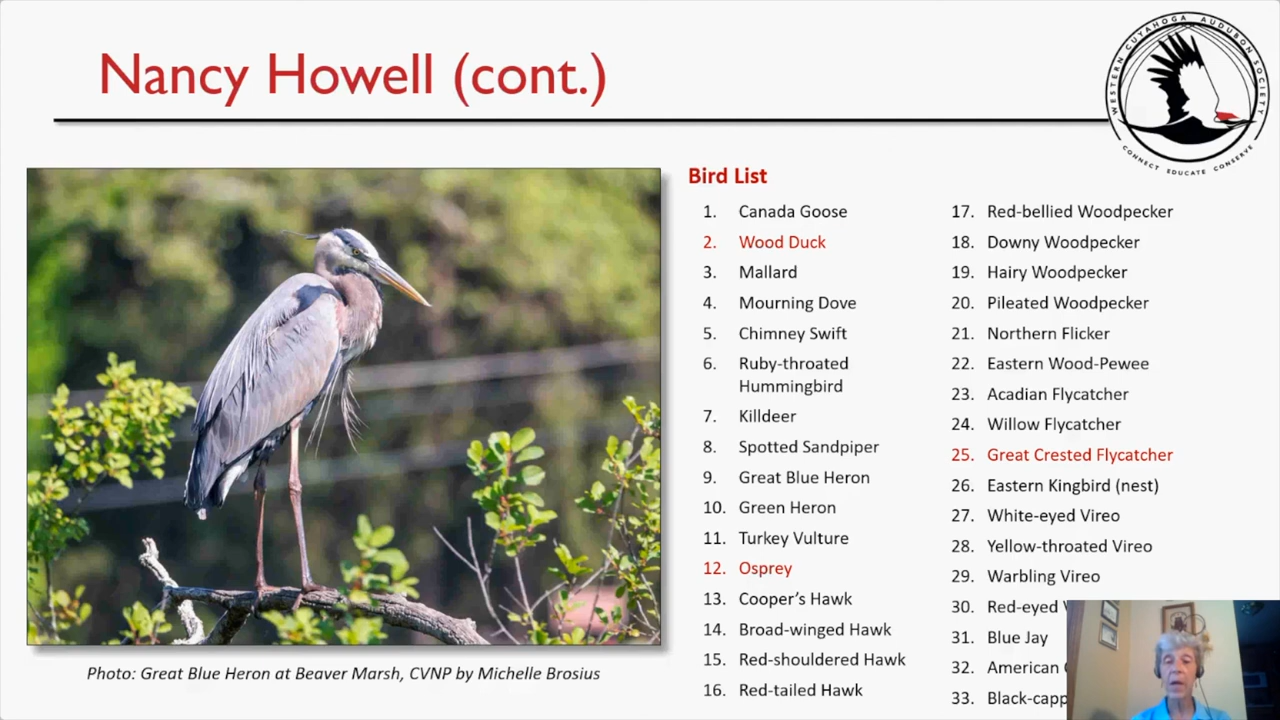 Nancy Howell (cont.)
WESTERN CUYAHOGA AUDUBON SOCIETY
CONNECT EDUCATE CONSERVE
Bird List
1. Canada Goose
2. Wood Duck
3. Mallard
4. Mourning Dove
5. Chimney Swift
6. Ruby-throated
Hummingbird
7. Killdeer
8. Spotted Sandpiper
9. Great Blue Heron
10. Green Heron
11. Turkey Vulture
12. Osprey
13. Cooper’s Hawk
14. Broad-winged Hawk
15. Red-shouldered Hawk
16. Red-tailed Hawk
17. Red-bellied Woodpecker
18. Downy Woodpecker
19. Hairy Woodpecker
20. Pileated Woodpecker
21. Northern Flicker
22. Eastern Wood-Pewee
23. Acadian Flycatcher
24. Willow Flycatcher
25. Great Crested Flycatcher
26. Eastern Kingbird (nest)
27. White-eyed Vireo
28. Yellow-throated Vireo
29. Warbling Vireo
30. Red-eyed
31. Blue Jay
32. American
33. Black-capp
Photo: Great Blue Heron at Beaver Marsh, CVNP by Michelle Brosius